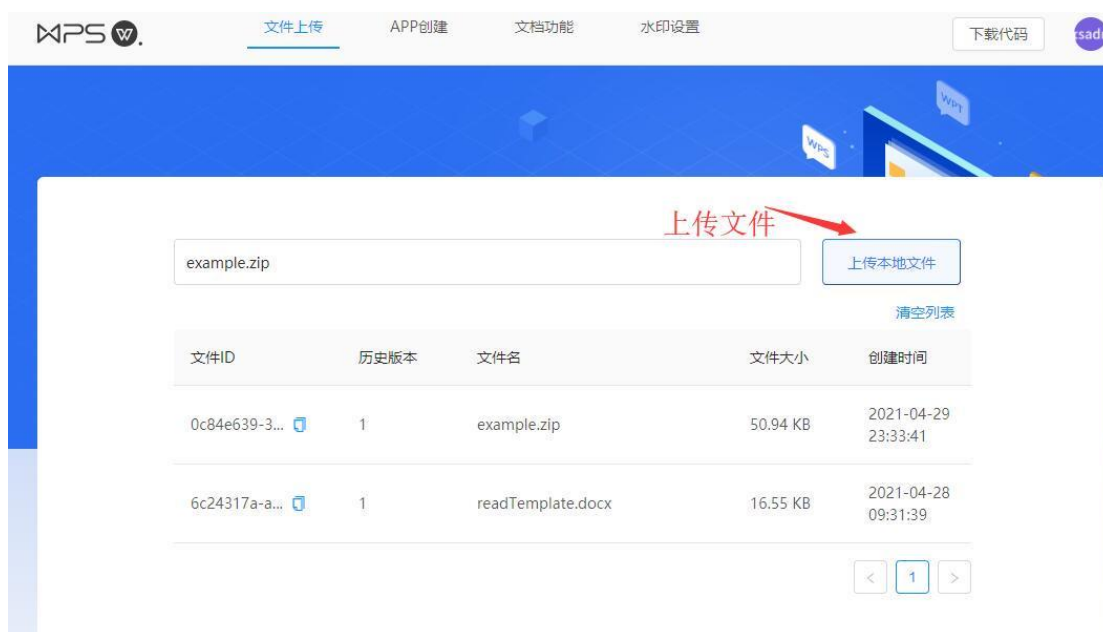 WPS W.
文件上传 APP创建 文档功能 水印设置 下载代码 ksad
WPT
WPS
上传文件
example.zip 上传本地文件
清空列表
文件ID 历史版本 文件名 文件大小 创建时间
0c84e639-3... 1 example.zip 50.94 KB 2021-04-29
23:33:41
6c24317a-a... 1 readTemplate.docx 16.55 KB 2021-04-28
09:31:39
< 1 >